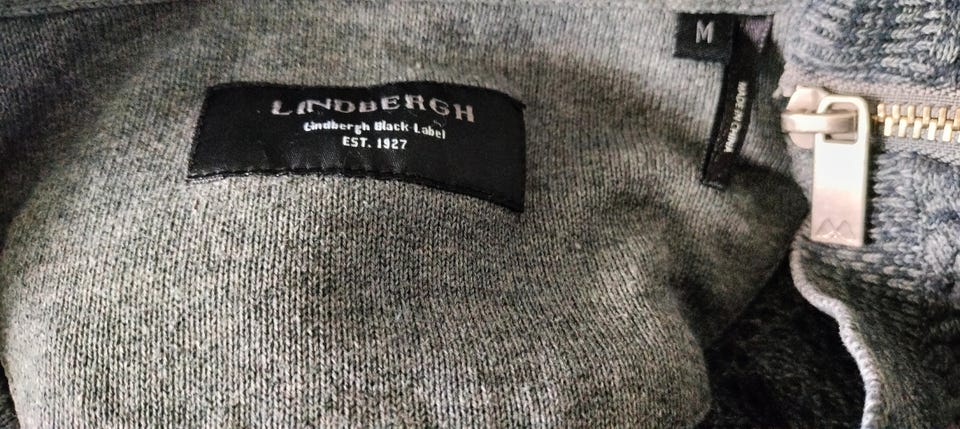 LINDBERGH
Lindbergh Black Label
EST. 1927
M
MADE IN CHINA